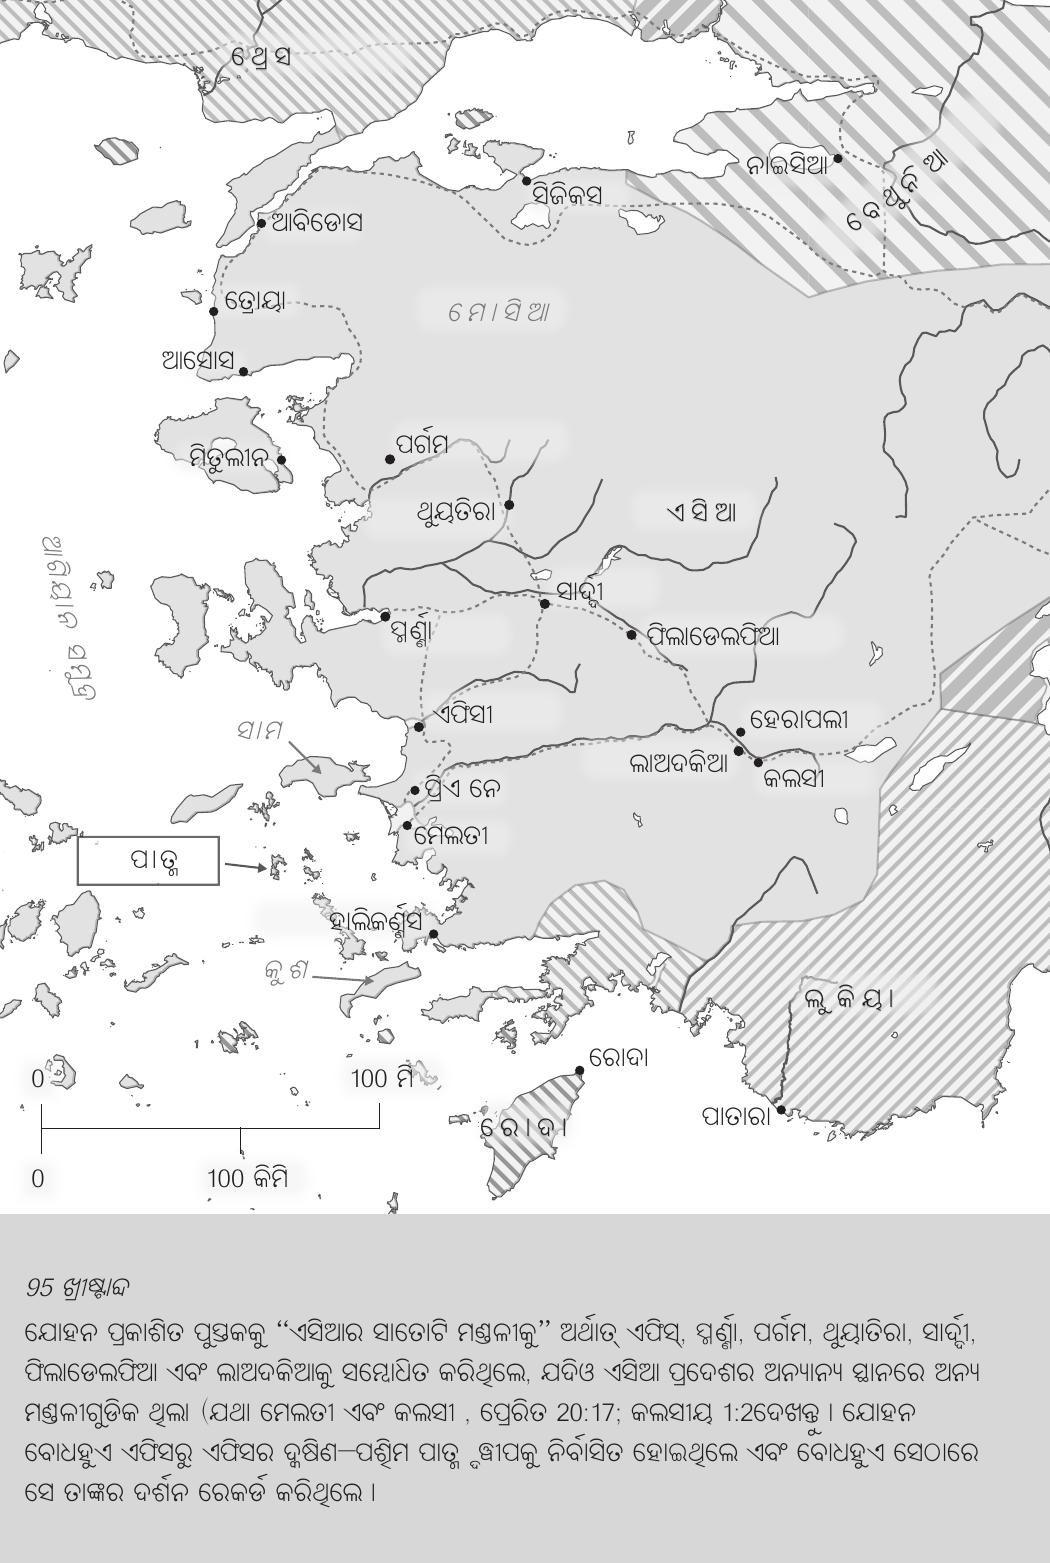 ଥ୍ରେସ
ନାଇସିଆ
ବେଥୁନିଆ
ସିଜିକସ
ଆବିଡୋସ
ତ୍ରୋୟା
ମୋସିଆ
ଆସୋସ
ପର୍ଗମ
ମିତୁଲୀନ
ଥୁୟତିରା
ଏସିଆ
ସାର୍ଦ୍ଦୀ
ସ୍ମର୍ଣ୍ଣା
ଫିଲାଡେଲଫିଆ
ଏଫିସୀ
ହେରାପଲୀ
ସାମ
ଲାଅଦକିଆ
କଲସୀ
ପ୍ରିଏ ନେ
ମେଲତୀ
ପାତ୍ମ
ହାଲିକର୍ଣ୍ଣସ
କୁଶ
ଲୁକିୟା
ରୋଦା
0 100 ମି
ପାତାରା
ରୋଦା
0 100 କିମି
95 ଖ୍ରୀଷ୍ଟାବ୍ଦ
ଯୋହନ ପ୍ରକାଶିତ ପୁସ୍ତକକୁ “ଏସିଆର ସାତୋଟି ମଣ୍ଡଳୀକୁ” ଅର୍ଥାତ୍ ଏଫିସ୍, ସ୍ମର୍ଣ୍ଣା, ପର୍ଗମ, ଥୁୟାତିରା, ସାର୍ଦ୍ଦୀ,
ଫିଲାଡେଲଫିଆ ଏବଂ ଲାଅଦକିଆକୁ ସମ୍ବୋଧିତ କରିଥିଲେ, ଯଦିଓ ଏସିଆ ପ୍ରଦେଶର ଅନ୍ୟାନ୍ୟ ସ୍ଥାନରେ ଅନ୍ୟ
ମଣ୍ଡଳୀଗୁଡିକ ଥିଲା (ଯଥା ମେଲତୀ ଏବଂ କଲସୀ , ପ୍ରେରିତ 20:17; କଲସୀୟ 1:2ଦେଖନ୍ତୁ । ଯୋହନ
ବୋଧହୁଏ ଏଫିସରୁ ଏଫିସର ଦକ୍ଷିଣ–ପଶ୍ଚିମ ପାତ୍ମ ଦ୍ୱୀପକୁ ନିର୍ବାସିତ ହୋଇଥିଲେ ଏବଂ ବୋଧହୁଏ ସେଠାରେ
ସେ ତାଙ୍କର ଦର୍ଶନ ରେକର୍ଡ କରିଥିଲେ ।